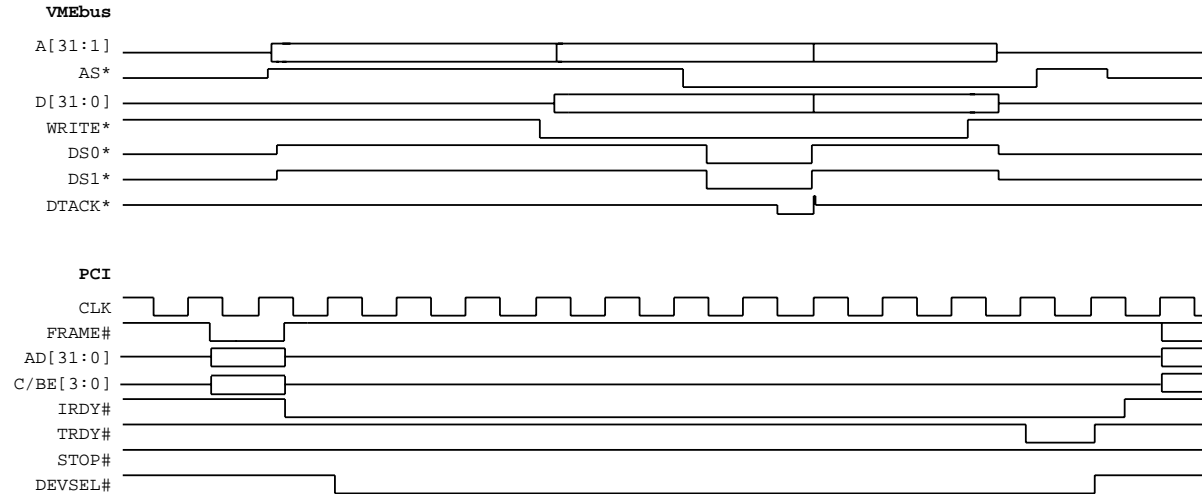 VMEbus
A[31:1]
AS*
D[31:0]
WRITE*
DS0*
DS1*
DTACK*
PCI
CLK
FRAME#
AD[31:0]
C/BE[3:0]
IRDY#
TRDY#
STOP#
DEVSEL#